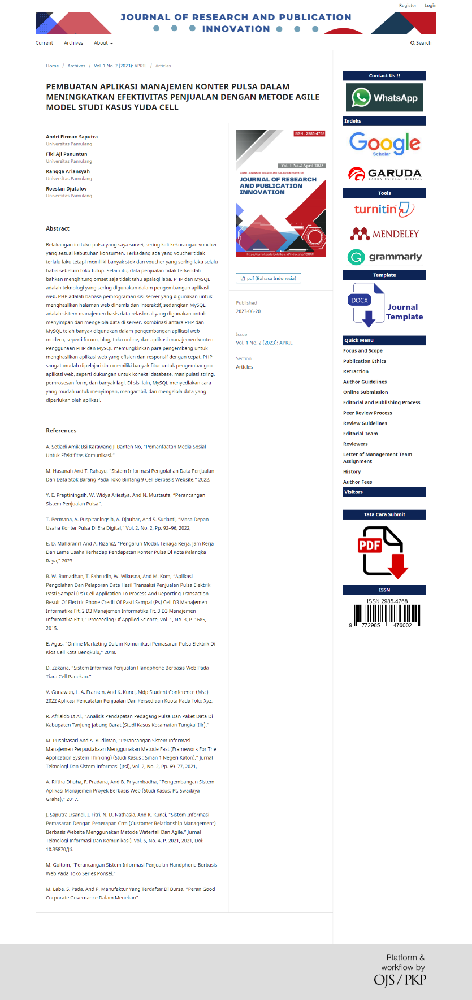 Register Login
JOURNAL OF RESEARCH AND PUBLICATION
INNOVATION
Current Archives About Search
Home / Archives / Vol. 1 No. 2 (2023): APRIL / Articles
PEMBUATAN APLIKASI MANAJEMEN KONTER PULSA DALAM
MENINGKATKAN EFEKTIVITAS PENJUALAN DENGAN METODE AGILE
MODEL STUDI KASUS YUDA CELL
Andri Firman Saputra
Universitas Pamulang
Fiki Aji Panuntun
Universitas Pamulang
Rangga Ariansyah
Universitas Pamulang
Roeslan Djutalov
Universitas Pamulang
Abstract
Belakangan ini toko pulsa yang saya survei, sering kali kekurangan voucher
yang sesuai kebutuhan konsumen. Terkadang ada yang voucher tidak
terlalu laku tetapi memiliki banyak stok dan voucher yang sering laku selalu
habis sebelum toko tutup. Selain itu, data penjualan tidak terkendali
bahkan menghitung omset saja tidak tahu apalagi laba. PHP dan MySQL
adalah teknologi yang sering digunakan dalam pengembangan aplikasi
web. PHP adalah bahasa pemrograman sisi server yang digunakan untuk
menghasilkan halaman web dinamis dan interaktif, sedangkan MySQL
adalah sistem manajemen basis data relasional yang digunakan untuk
menyimpan dan mengelola data di server. Kombinasi antara PHP dan
MySQL telah banyak digunakan dalam pengembangan aplikasi web
modern, seperti forum, blog, toko online, dan aplikasi manajemen konten.
Penggunaan PHP dan MySQL memungkinkan para pengembang untuk
menghasilkan aplikasi web yang efisien dan responsif dengan cepat. PHP
sangat mudah dipelajari dan memiliki banyak fitur untuk pengembangan
aplikasi web, seperti dukungan untuk koneksi database, manipulasi string,
pemrosesan form, dan banyak lagi. Di sisi lain, MySQL menyediakan cara
yang mudah untuk menyimpan, mengambil, dan mengelola data yang
diperlukan oleh aplikasi.
References
A. Setiadi Amik Bsi Karawang Jl Banten No, “Pemanfaatan Media Sosial
Untuk Efektifitas Komunikasi.”
M. Hasanah And T. Rahayu, “Sistem Informasi Pengolahan Data Penjualan
Dan Data Stok Barang Pada Toko Bintang 9 Cell Berbasis Website,” 2022.
Y. E. Praptiningsih, W. Widya Ariestya, And N. Mustaufa, “Perancangan
Sistem Penjualan Pulsa”.
T. Permana, A. Puspitaningsih, A. Djauhar, And S. Surianti, “Masa Depan
Usaha Konter Pulsa Di Era Digital,” Vol. 2, No. 2, Pp. 92–96, 2022,
E. D. Maharani1 And A. Rizani2, “Pengaruh Modal, Tenaga Kerja, Jam Kerja
Dan Lama Usaha Terhadap Pendapatan Konter Pulsa Di Kota Palangka
Raya,” 2023.
R. W. Ramadhan, T. Fahrudin, W. Wikusna, And M. Kom, “Aplikasi
Pengolahan Dan Pelaporan Data Hasil Transaksi Penjualan Pulsa Elektrik
Pasti Sampai (Ps) Cell Application To Process And Reporting Transaction
Result Of Electric Phone Credit Of Pasti Sampai (Ps) Cell D3 Manajemen
Informatika Fit, 2 D3 Manajemen Informatika Fit, 3 D3 Manajemen
Informatika Fit 1,” Proceeding Of Applied Science, Vol. 1, No. 3, P. 1685,
2015.
E. Agus, “Online Marketing Dalam Komunikasi Pemasaran Pulsa Elektrik Di
Kios Cell Kota Bengkulu,” 2018.
D. Zakaria, “Sistem Informasi Penjualan Handphone Berbasis Web Pada
Tiara Cell Panekan.”
V. Gunawan, L. A. Fransen, And K. Kunci, Mdp Student Conference (Msc)
2022 Aplikasi Pencatatan Penjualan Dan Persediaan Kuota Pada Toko Xyz.
R. Afrialdo Et Al., “Analisis Pendapatan Pedagang Pulsa Dan Paket Data Di
Kabupaten Tanjung Jabung Barat (Studi Kasus Kecamatan Tungkal Ilir).”
M. Puspitasari And A. Budiman, “Perancangan Sistem Informasi
Manajemen Perpustakaan Menggunakan Metode Fast (Framework For The
Application System Thinking) (Studi Kasus : Sman 1 Negeri Katon),” Jurnal
Teknologi Dan Sistem Informasi (Jtsi), Vol. 2, No. 2, Pp. 69–77, 2021,
A. Riftha Dhuha, F. Pradana, And B. Priyambadha, “Pengembangan Sistem
Aplikasi Manajemen Proyek Berbasis Web (Studi Kasus: Pt. Swadaya
Graha),” 2017.
J. Saputra Irsandi, I. Fitri, N. D. Nathasia, And K. Kunci, “Sistem Informasi
Pemasaran Dengan Penerapan Crm (Customer Relationship Management)
Berbasis Website Menggunakan Metode Waterfall Dan Agile,” Jurnal
Teknologi Informasi Dan Komunikasi), Vol. 5, No. 4, P. 2021, 2021, Doi:
10.35870/Jti.
M. Gultom, “Perancangan Sistem Informasi Penjualan Handphone Berbasis
Web Pada Toko Series Ponsel.”
M. Laba, S. Pada, And P. Manufaktur Yang Terdaftar Di Bursa, “Peran Good
Corporate Governance Dalam Menekan”.
ISSN : 2985-4768
Vol. 1 No.2 April 2023
JORAPI : JOURNAL OF RESEARCH AND PUBLICATION INNOVATION
JOURNAL OF RESEARCH
AND PUBLICATION
INNOVATION
https://jurnal.portalpublikasi.id/index.php/JORAPI
pdf (Bahasa Indonesia)
Published
2023-06-20
Issue
Vol. 1 No. 2 (2023): APRIL
Section
Articles
Contact Us !!
WhatsApp
Indeks
Google
Scholar
GARUDA
GARBA RUJUKAN DIGITAL
Tools
turnitin
MENDELEY
grammarly
Template
DOCX
Journal
Template
Quick Menu
Focus and Scope
Publication Ethics
Retraction
Author Guidelines
Online Submission
Editorial and Publishing Process
Peer Review Process
Review Guidelines
Editorial Team
Reviewers
Letter of Management Team
Assignment
History
Author Fees
Visitors
Tata Cara Submit
PDF
ISSN
ISSN 2985-4768
9 772985 476002
Platform &
workflow by
OJS / PKP